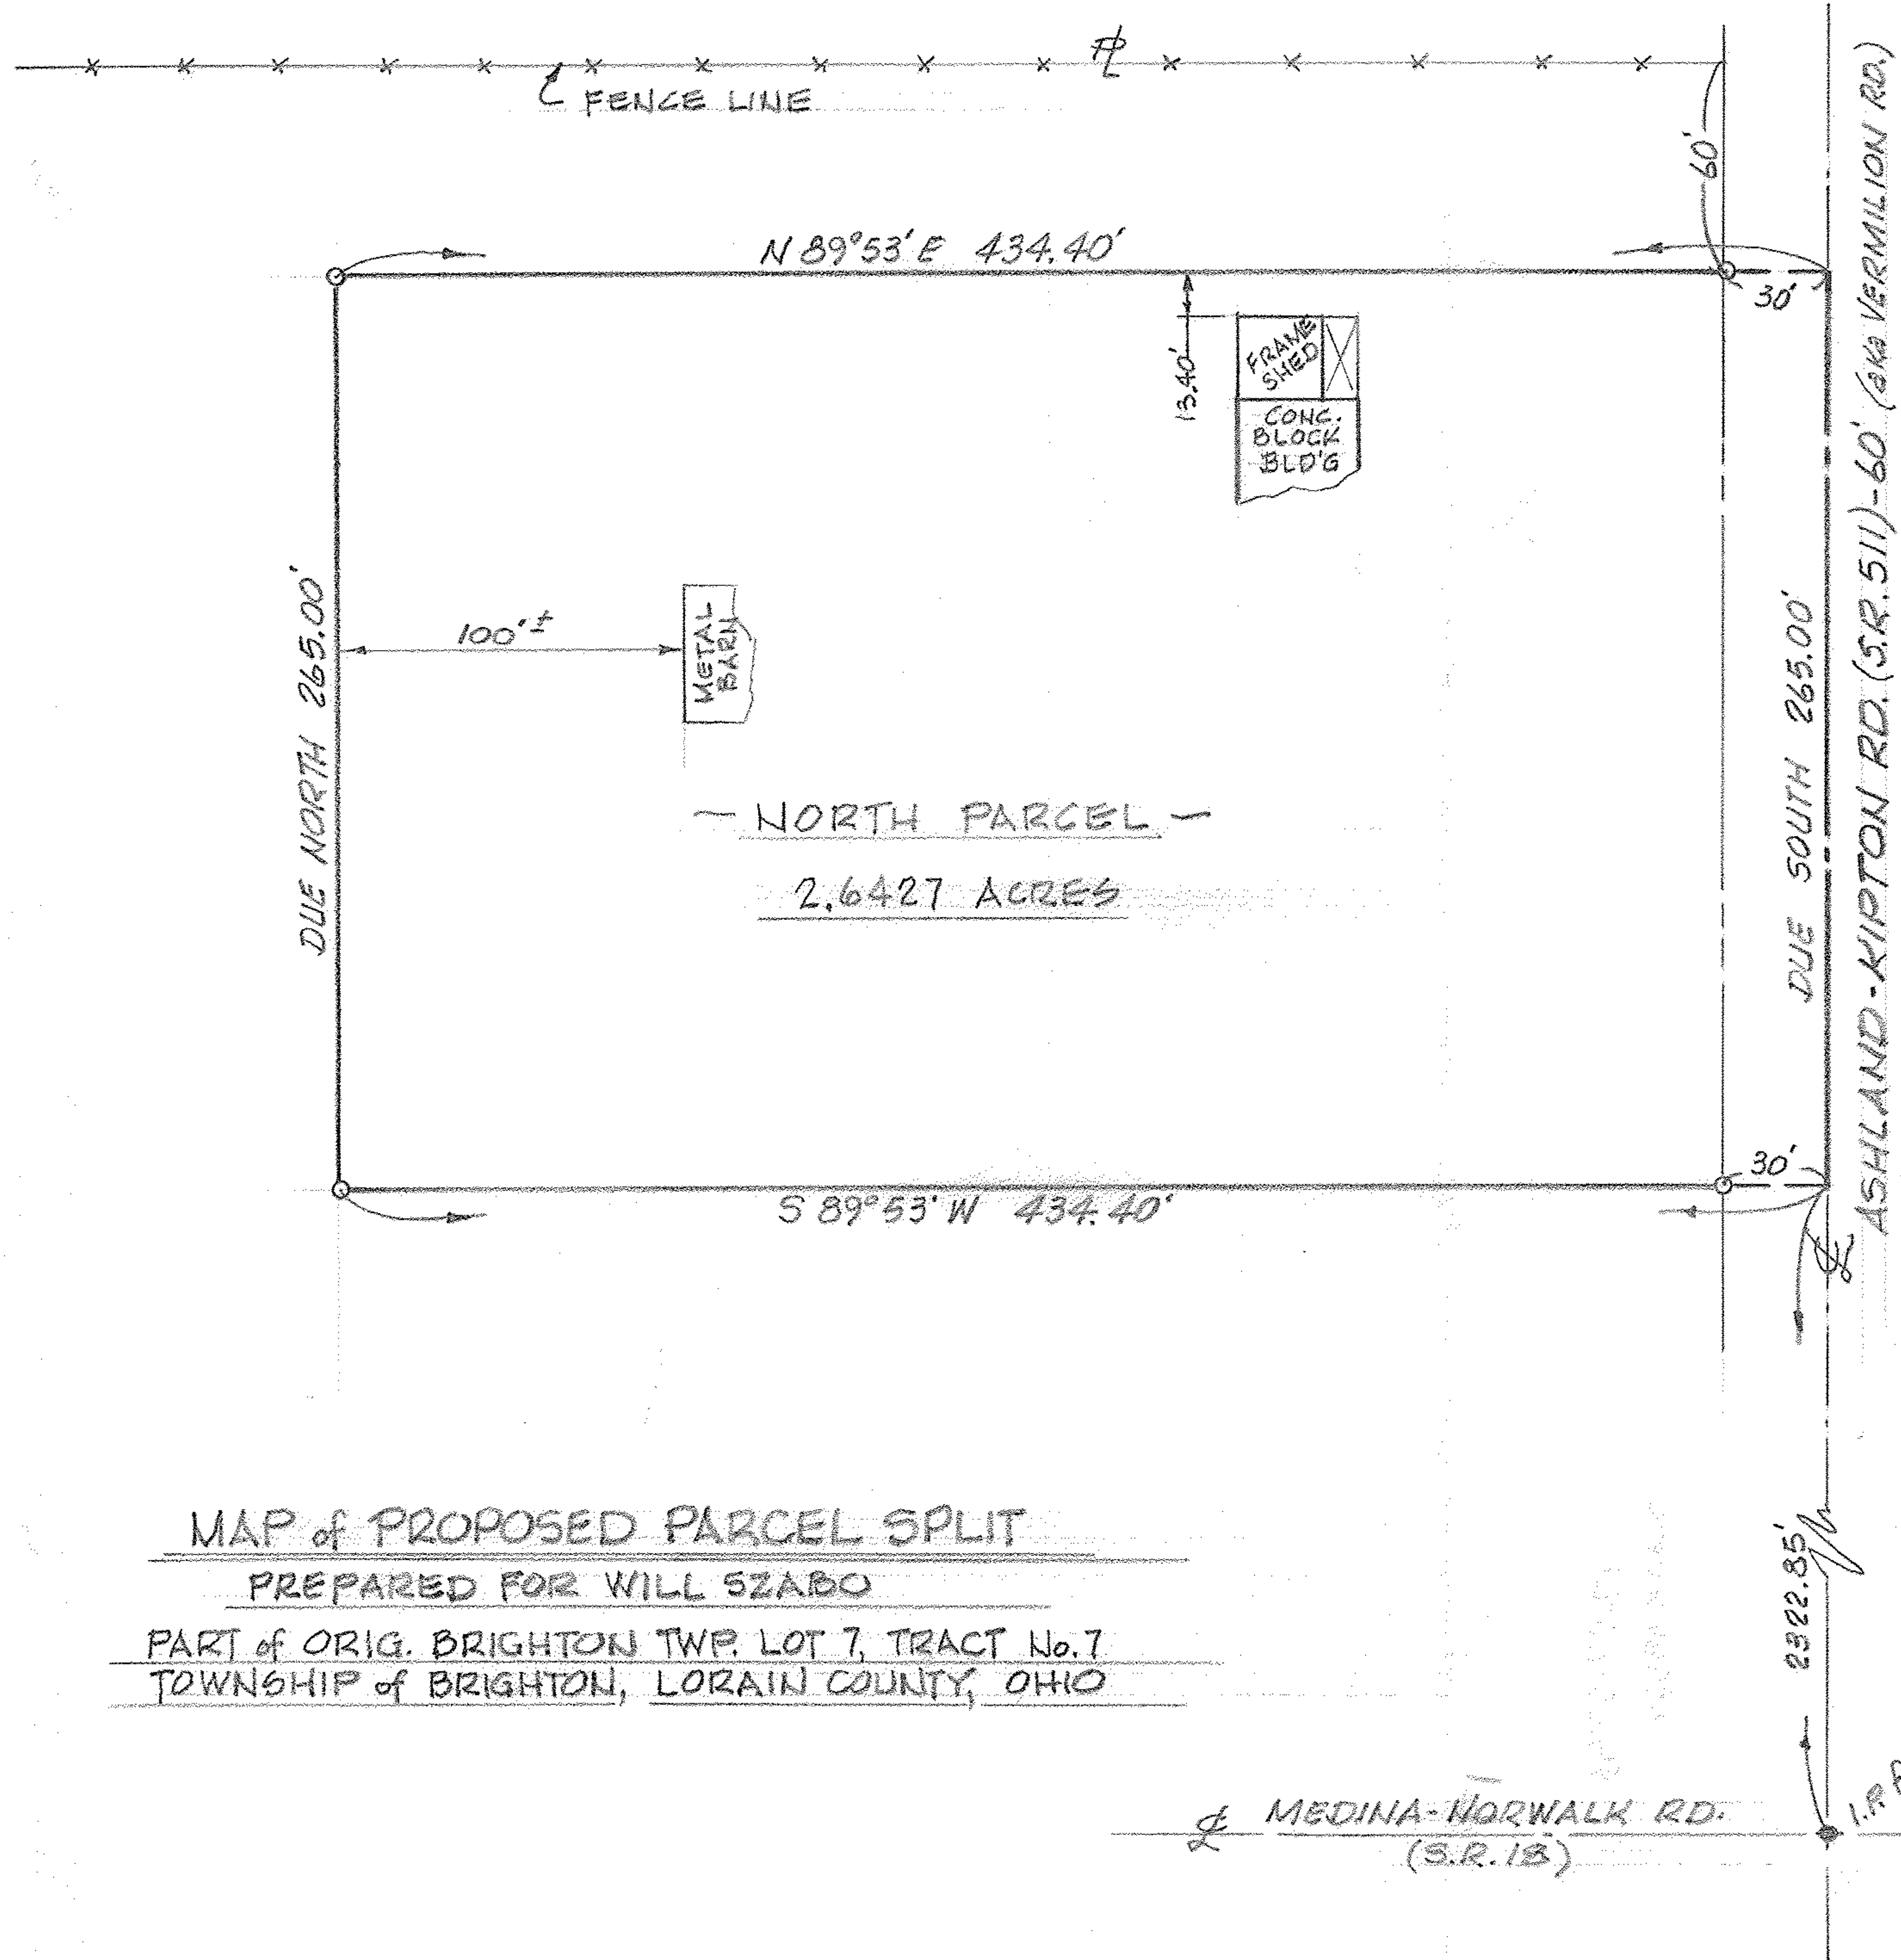 ℄
FENCE LINE
60'
N 89°53' E 434.40'
30'
13.40'
FRAME
SHED
CONC.
BLOCK
BLD'G
DUE NORTH 265.00'
100'±
METAL
BARN
- NORTH PARCEL -
2.6427 ACRES
DUE SOUTH 265.00'
ASHLAND-KIPTON RD. (S.R. 511)-60' (aka VERMILION RD.)
30'
S 89°53' W 434.40'
℄
MAP of PROPOSED PARCEL SPLIT
PREPARED FOR WILL SZABO
PART of ORIG. BRIGHTON TWP. LOT 7, TRACT No. 7
TOWNSHIP of BRIGHTON, LORAIN COUNTY, OHIO
2322.85'
℄ MEDINA-NORWALK RD.
(S.R. 18)
I.P.